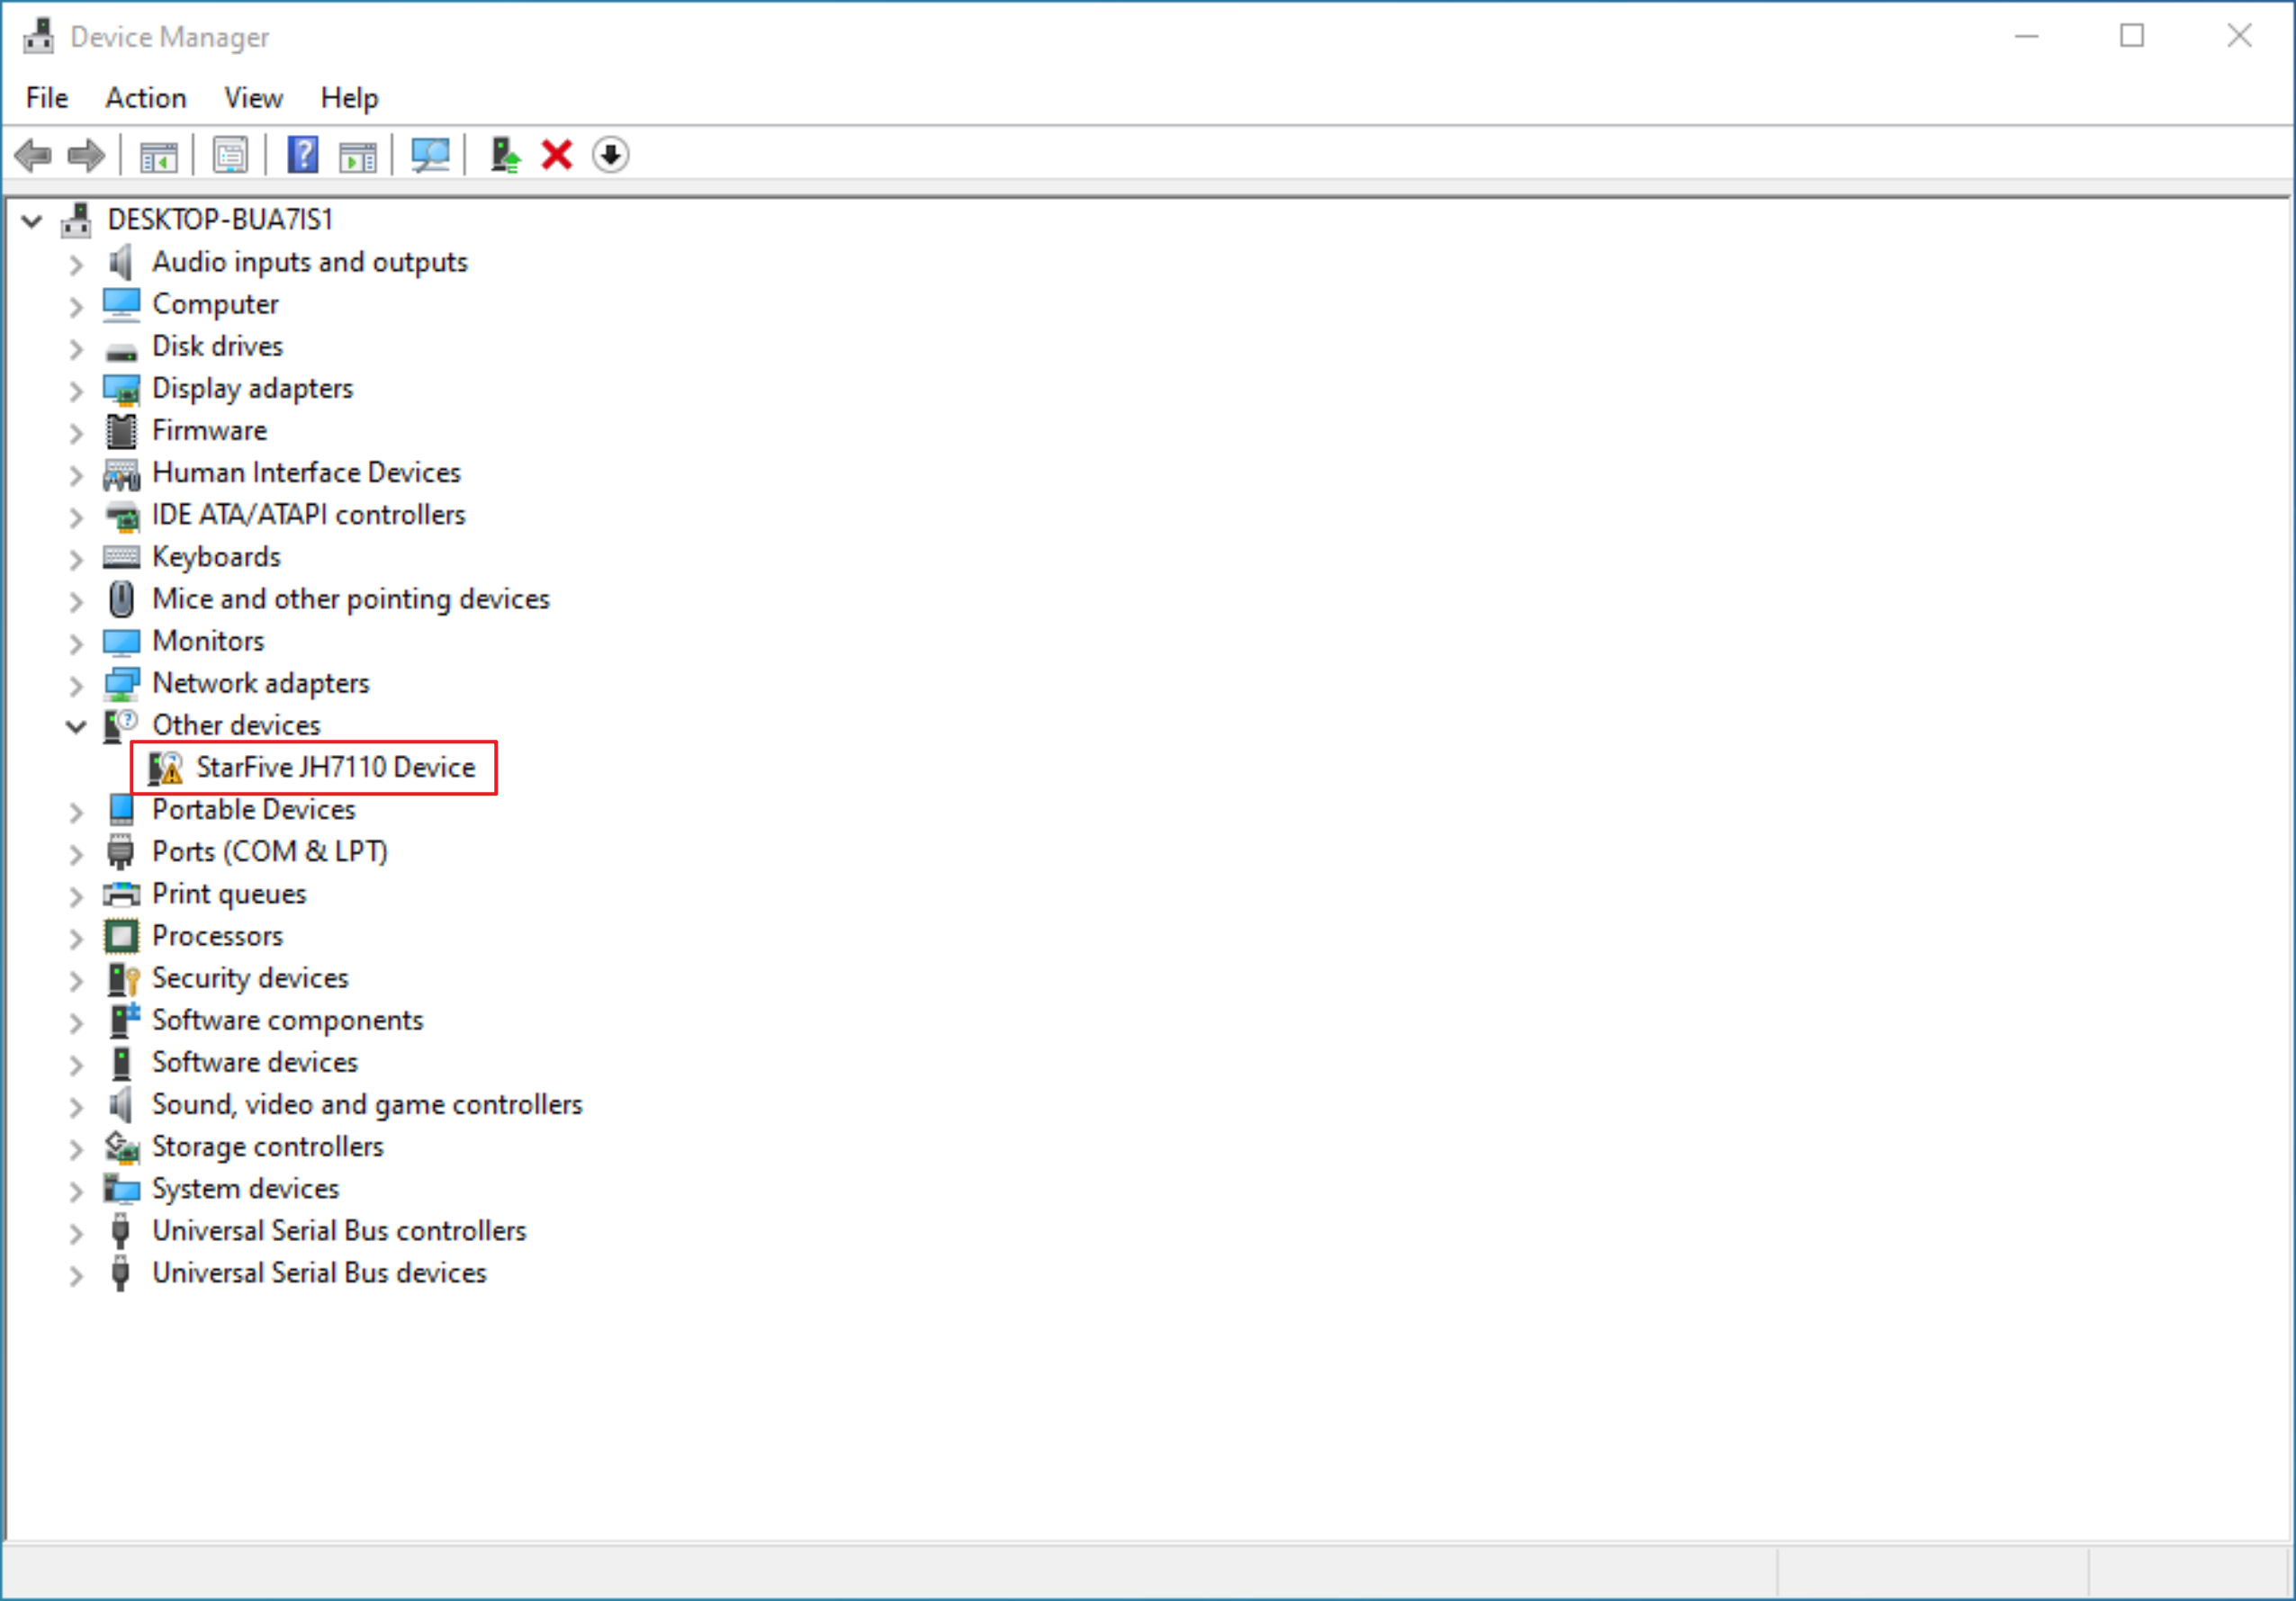 Device Manager
File Action View Help
DESKTOP-BUA7IS1
Audio inputs and outputs
Computer
Disk drives
Display adapters
Firmware
Human Interface Devices
IDE ATA/ATAPI controllers
Keyboards
Mice and other pointing devices
Monitors
Network adapters
Other devices
StarFive JH7110 Device
Portable Devices
Ports (COM & LPT)
Print queues
Processors
Security devices
Software components
Software devices
Sound, video and game controllers
Storage controllers
System devices
Universal Serial Bus controllers
Universal Serial Bus devices